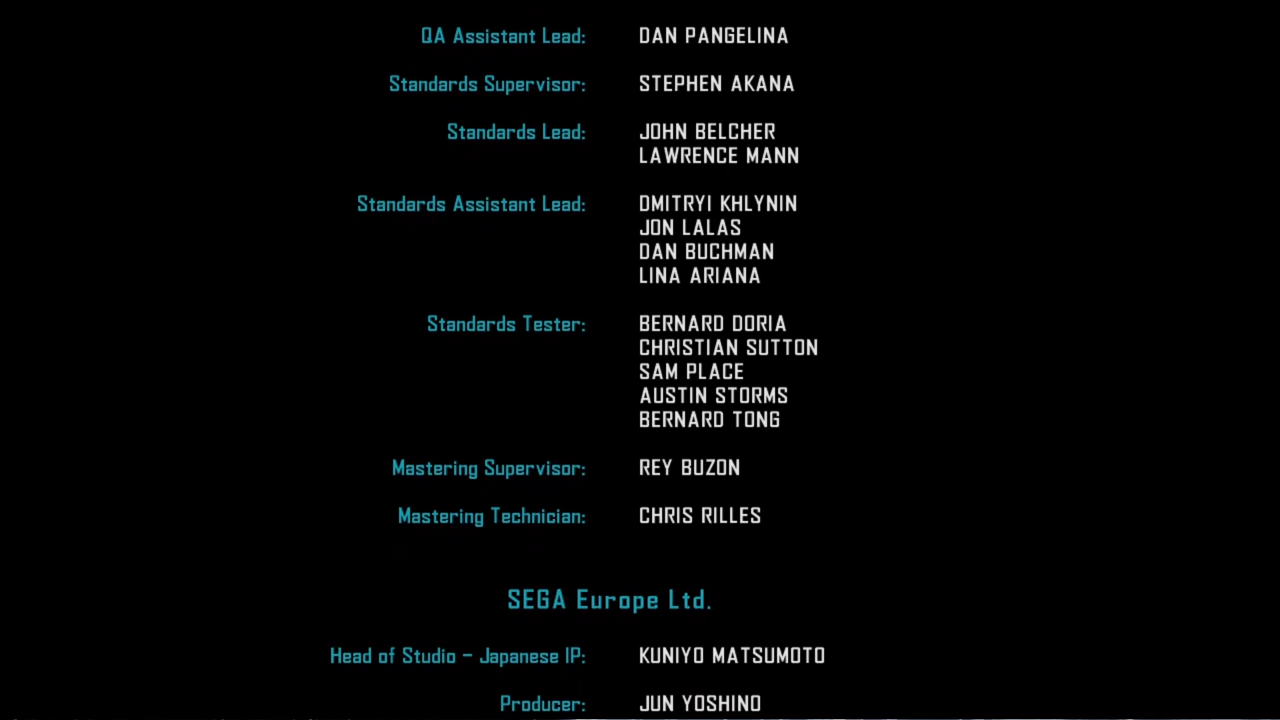 QA Assistant Lead: DAN PANGELINA
Standards Supervisor: STEPHEN AKANA
Standards Lead: JOHN BELCHER
LAWRENCE MANN
Standards Assistant Lead: DMITRYI KHLYNIN
JON LALAS
DAN BUCHMAN
LINA ARIANA
Standards Tester: BERNARD DORIA
CHRISTIAN SUTTON
SAM PLACE
AUSTIN STORMS
BERNARD TONG
Mastering Supervisor: REY BUZON
Mastering Technician: CHRIS RILLES
SEGA Europe Ltd.
Head of Studio – Japanese IP: KUNIYO MATSUMOTO
Producer: JUN YOSHINO